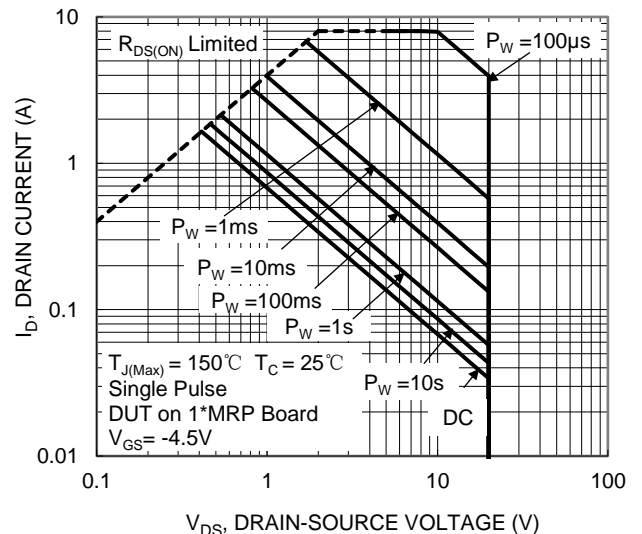 10
1
0.1
0.01
I_D, DRAIN CURRENT (A)
R_DS(ON) Limited
P_W =100μs
P_W =1ms
P_W =10ms
P_W =100ms
P_W =1s
P_W =10s
DC
T_J(Max) = 150℃ T_C = 25℃
Single Pulse
DUT on 1*MRP Board
V_GS= -4.5V
0.1 1 10 100
V_DS, DRAIN-SOURCE VOLTAGE (V)